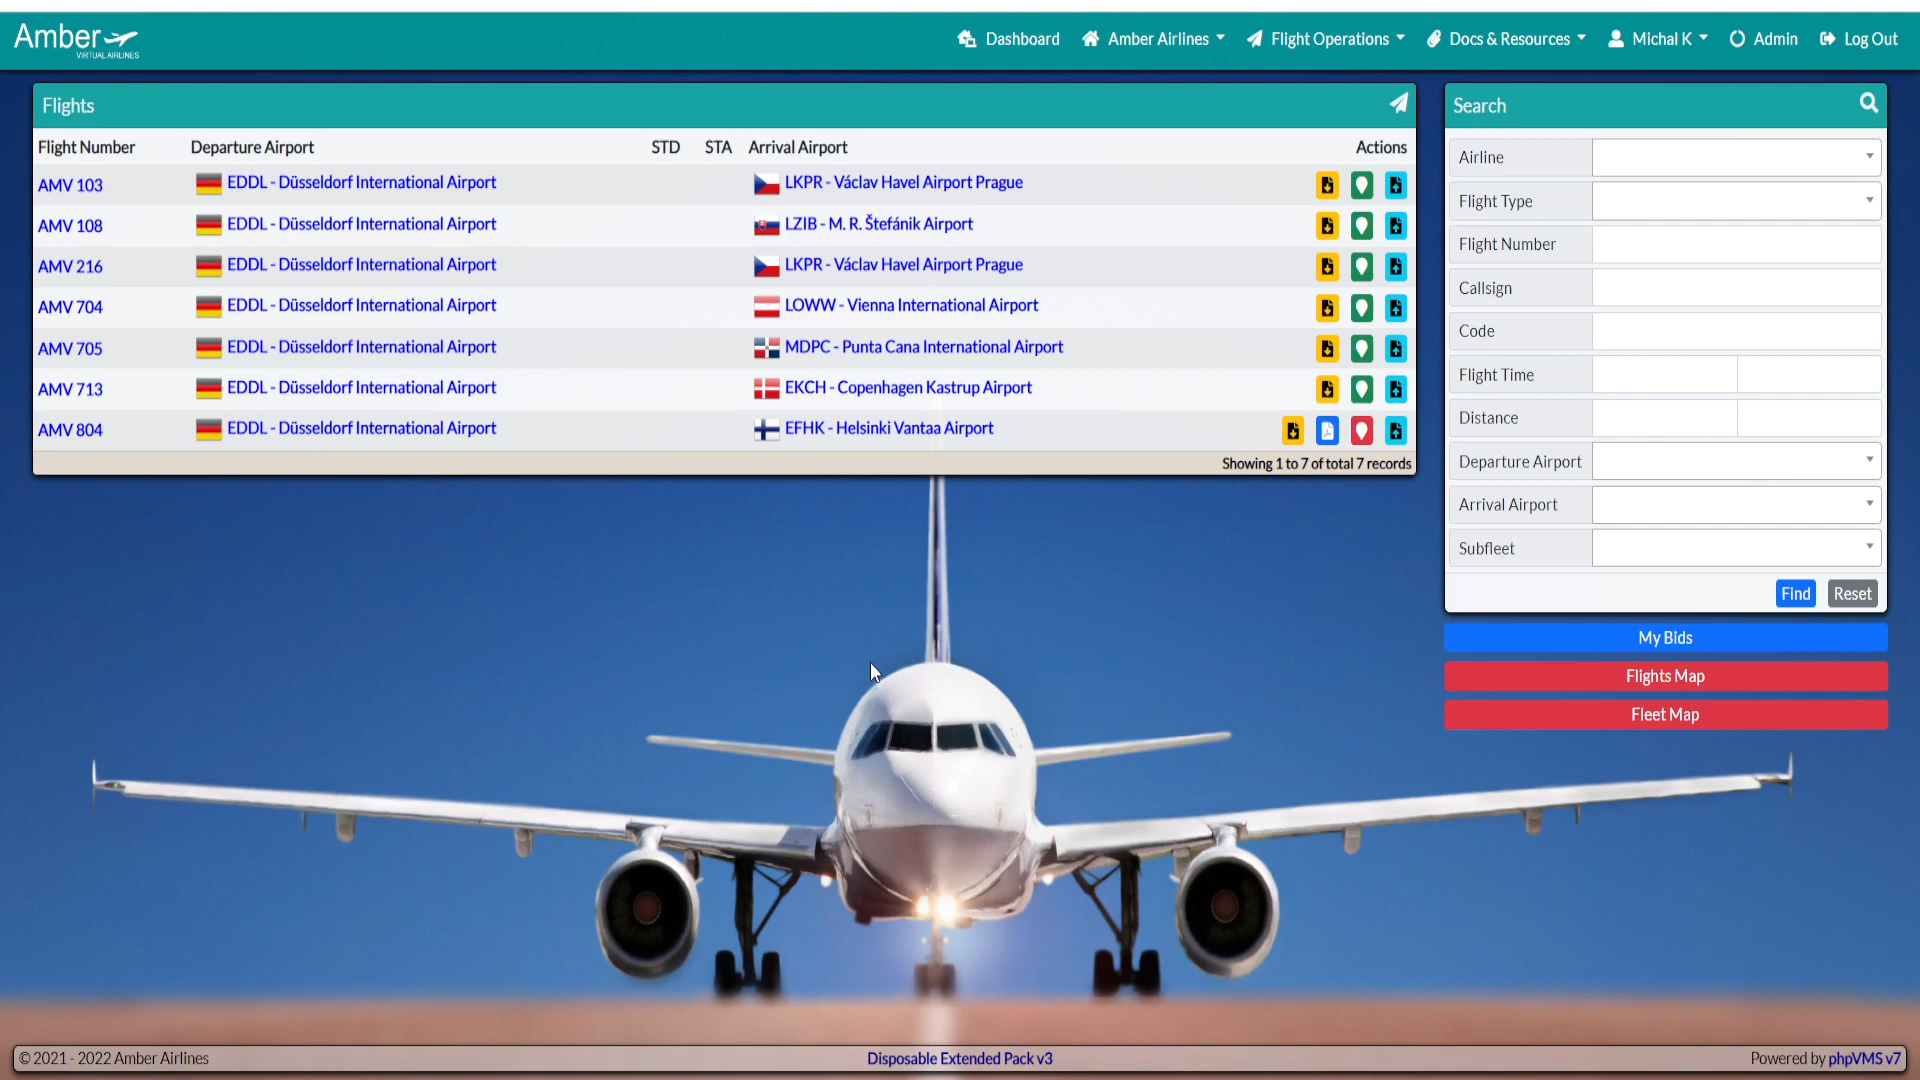 Amber
VIRTUAL AIRLINES
Dashboard
Amber Airlines
Flight Operations
Docs & Resources
Michal K
Admin
Log Out
Flights
Flight Number Departure Airport STD STA Arrival Airport Actions
AMV 103 EDDL - Düsseldorf International Airport LKPR - Václav Havel Airport Prague
AMV 108 EDDL - Düsseldorf International Airport LZIB - M. R. Štefánik Airport
AMV 216 EDDL - Düsseldorf International Airport LKPR - Václav Havel Airport Prague
AMV 704 EDDL - Düsseldorf International Airport LOWW - Vienna International Airport
AMV 705 EDDL - Düsseldorf International Airport MDPC - Punta Cana International Airport
AMV 713 EDDL - Düsseldorf International Airport EKCH - Copenhagen Kastrup Airport
AMV 804 EDDL - Düsseldorf International Airport EFHK - Helsinki Vantaa Airport
Showing 1 to 7 of total 7 records
Search
Airline
Flight Type
Flight Number
Callsign
Code
Flight Time
Distance
Departure Airport
Arrival Airport
Subfleet
Find Reset
My Bids
Flights Map
Fleet Map
© 2021 - 2022 Amber Airlines
Disposable Extended Pack v3
Powered by phpVMS v7